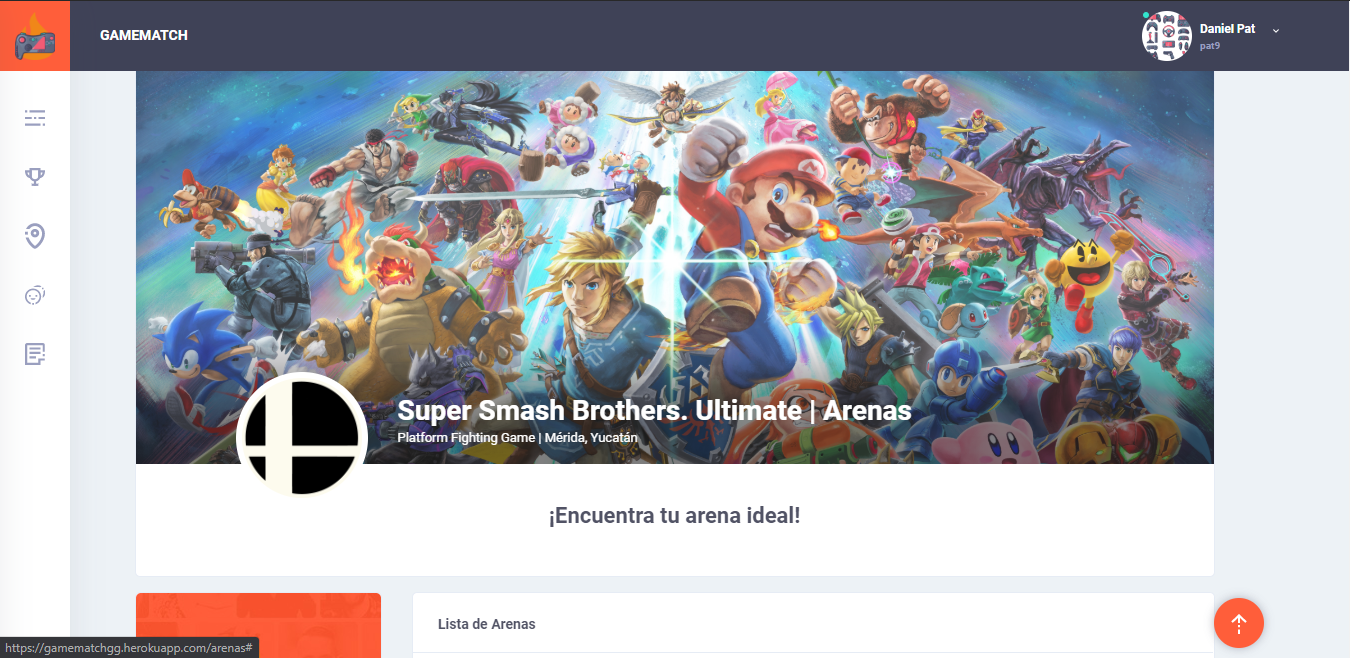 GAMEMATCH
Daniel Pat
pat9
Super Smash Brothers. Ultimate | Arenas
Platform Fighting Game | Mérida, Yucatán
¡Encuentra tu arena ideal!
Lista de Arenas
https://gamematchgg.herokuapp.com/arenas#